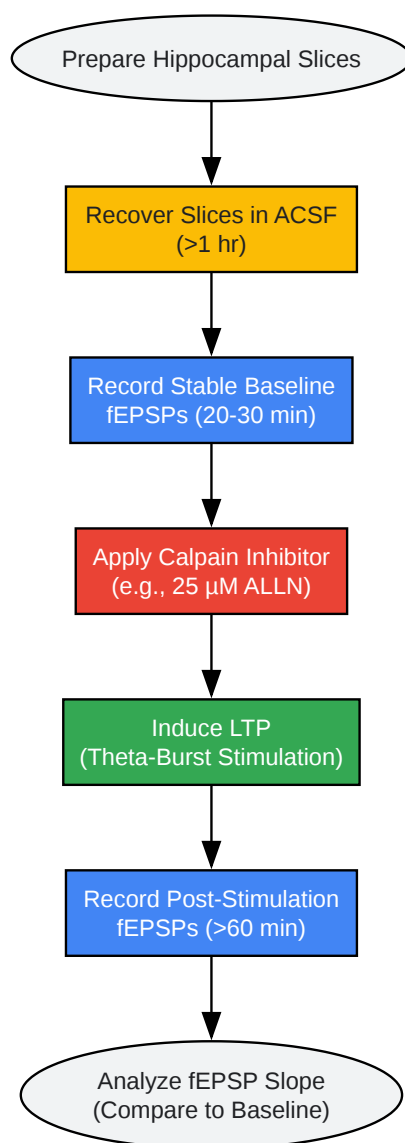 Prepare Hippocampal Slices
Recover Slices in ACSF
(>1 hr)
Record Stable Baseline
fEPSPs (20-30 min)
Apply Calpain Inhibitor
(e.g., 25 µM ALLN)
Induce LTP
(Theta-Burst Stimulation)
Record Post-Stimulation
fEPSPs (>60 min)
Analyze fEPSP Slope
(Compare to Baseline)